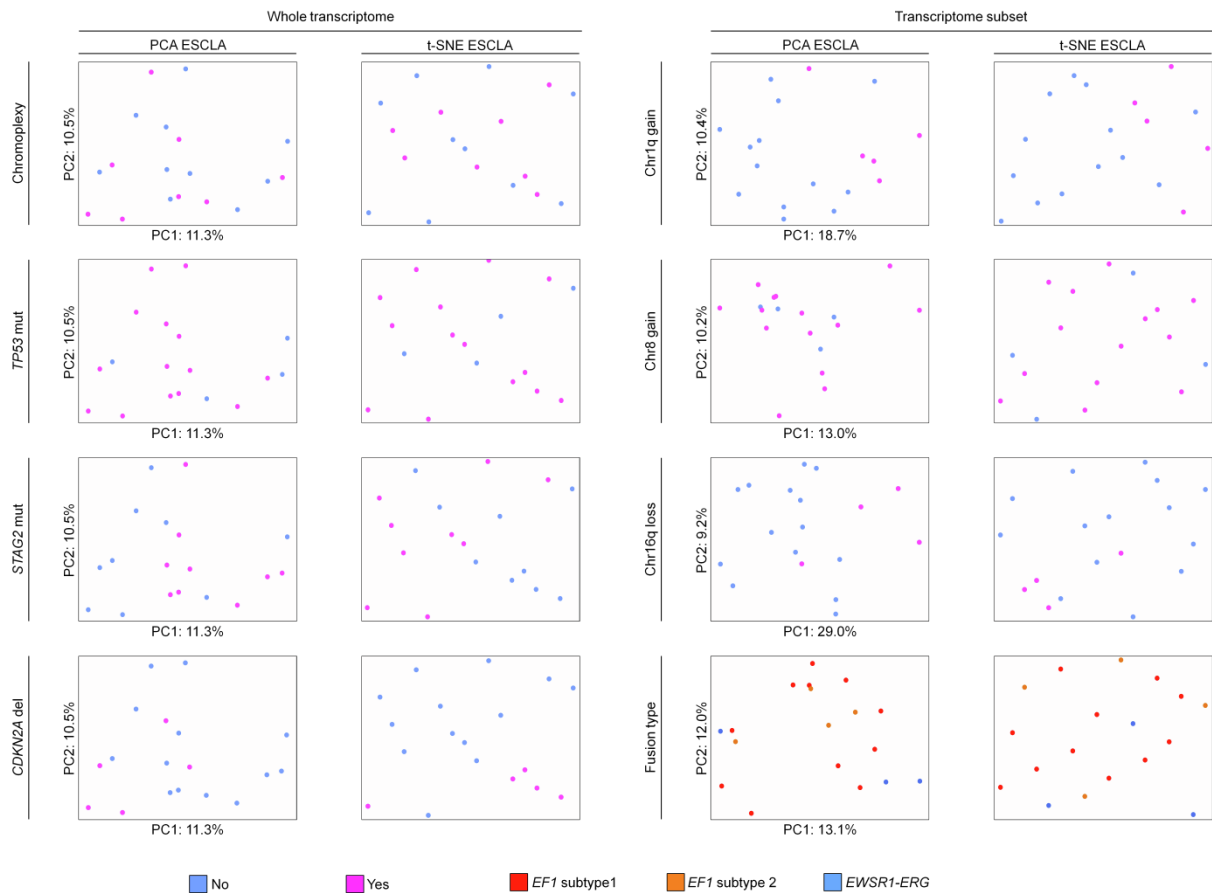 Whole transcriptome
Transcriptome subset
PCA ESCLA
t-SNE ESCLA
PCA ESCLA
t-SNE ESCLA
Chromoplexy
PC2: 10.5%
PC1: 11.3%
Chr1q gain
PC2: 10.4%
PC1: 18.7%
TP53 mut
PC2: 10.5%
PC1: 11.3%
Chr8 gain
PC2: 10.2%
PC1: 13.0%
STAG2 mut
PC2: 10.5%
PC1: 11.3%
Chr16q loss
PC2: 9.2%
PC1: 29.0%
CDKN2A del
PC2: 10.5%
PC1: 11.3%
Fusion type
PC2: 12.0%
PC1: 13.1%
No
Yes
EF1 subtype1
EF1 subtype 2
EWSR1-ERG